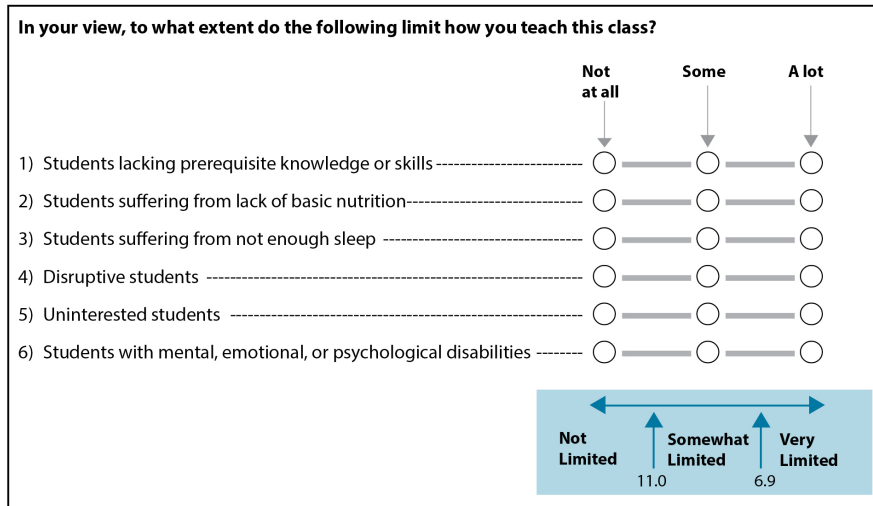 In your view, to what extent do the following limit how you teach this class?
Not at all
Some
A lot
1) Students lacking prerequisite knowledge or skills
2) Students suffering from lack of basic nutrition
3) Students suffering from not enough sleep
4) Disruptive students
5) Uninterested students
6) Students with mental, emotional, or psychological disabilities
Not Limited
Somewhat Limited
Very Limited
11.0
6.9